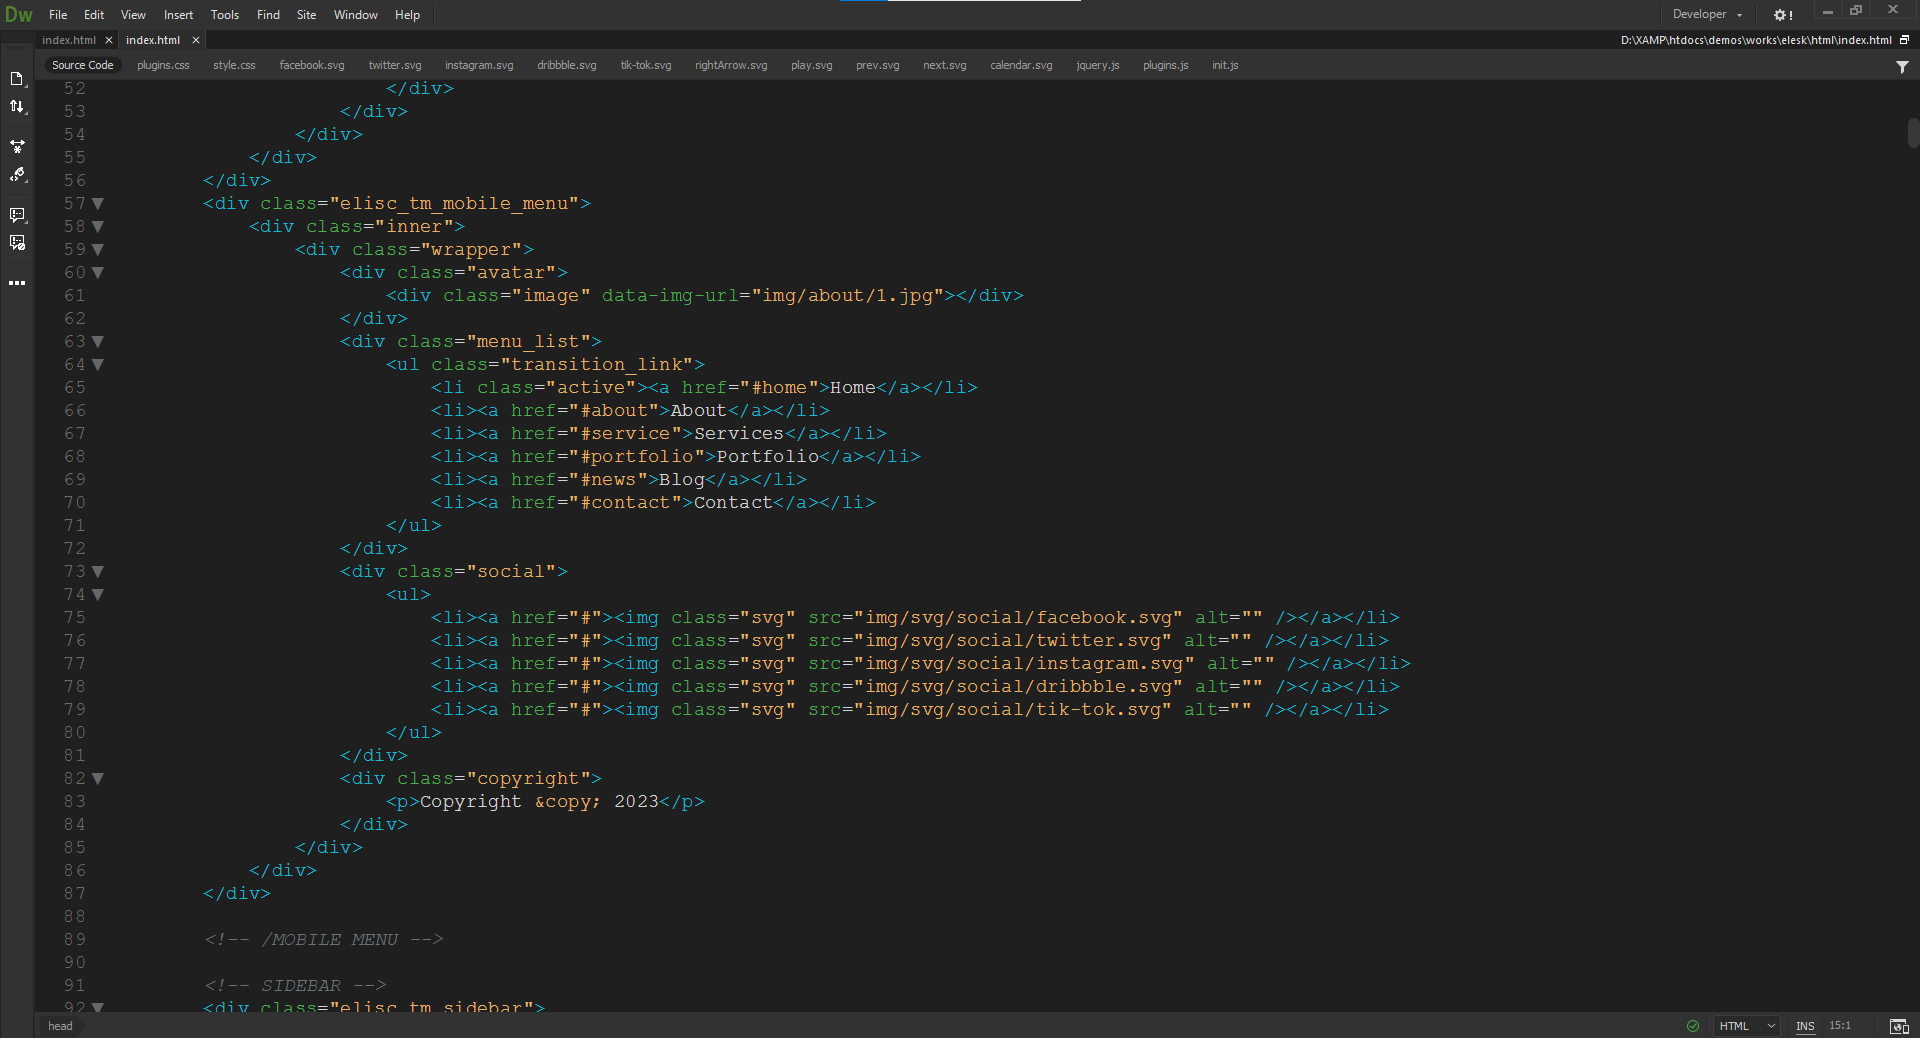 Dw File Edit View Insert Tools Find Site Window Help Developer
index.html × index.html × D:\XAMP\htdocs\demos\works\elesk\html\index.html
Source Code plugins.css style.css facebook.svg twitter.svg instagram.svg dribbble.svg tik-tok.svg rightArrow.svg play.svg prev.svg next.svg calendar.svg jquery.js plugins.js init.js
52 </div>
53 </div>
54 </div>
55 </div>
56 </div>
57 <div class="elisc_tm_mobile_menu">
58 <div class="inner">
59 <div class="wrapper">
60 <div class="avatar">
61 <div class="image" data-img-url="img/about/1.jpg"></div>
62 </div>
63 <div class="menu_list">
64 <ul class="transition_link">
65 <li class="active"><a href="#home">Home</a></li>
66 <li><a href="#about">About</a></li>
67 <li><a href="#service">Services</a></li>
68 <li><a href="#portfolio">Portfolio</a></li>
69 <li><a href="#news">Blog</a></li>
70 <li><a href="#contact">Contact</a></li>
71 </ul>
72 </div>
73 <div class="social">
74 <ul>
75 <li><a href="#"><img class="svg" src="img/svg/social/facebook.svg" alt="" /></a></li>
76 <li><a href="#"><img class="svg" src="img/svg/social/twitter.svg" alt="" /></a></li>
77 <li><a href="#"><img class="svg" src="img/svg/social/instagram.svg" alt="" /></a></li>
78 <li><a href="#"><img class="svg" src="img/svg/social/dribbble.svg" alt="" /></a></li>
79 <li><a href="#"><img class="svg" src="img/svg/social/tik-tok.svg" alt="" /></a></li>
80 </ul>
81 </div>
82 <div class="copyright">
83 <p>Copyright &copy; 2023</p>
84 </div>
85 </div>
86 </div>
87 </div>
88
89 <!-- /MOBILE MENU -->
90
91 <!-- SIDEBAR -->
92 <div class="elisc_tm_sidebar">
head HTML INS 15:1